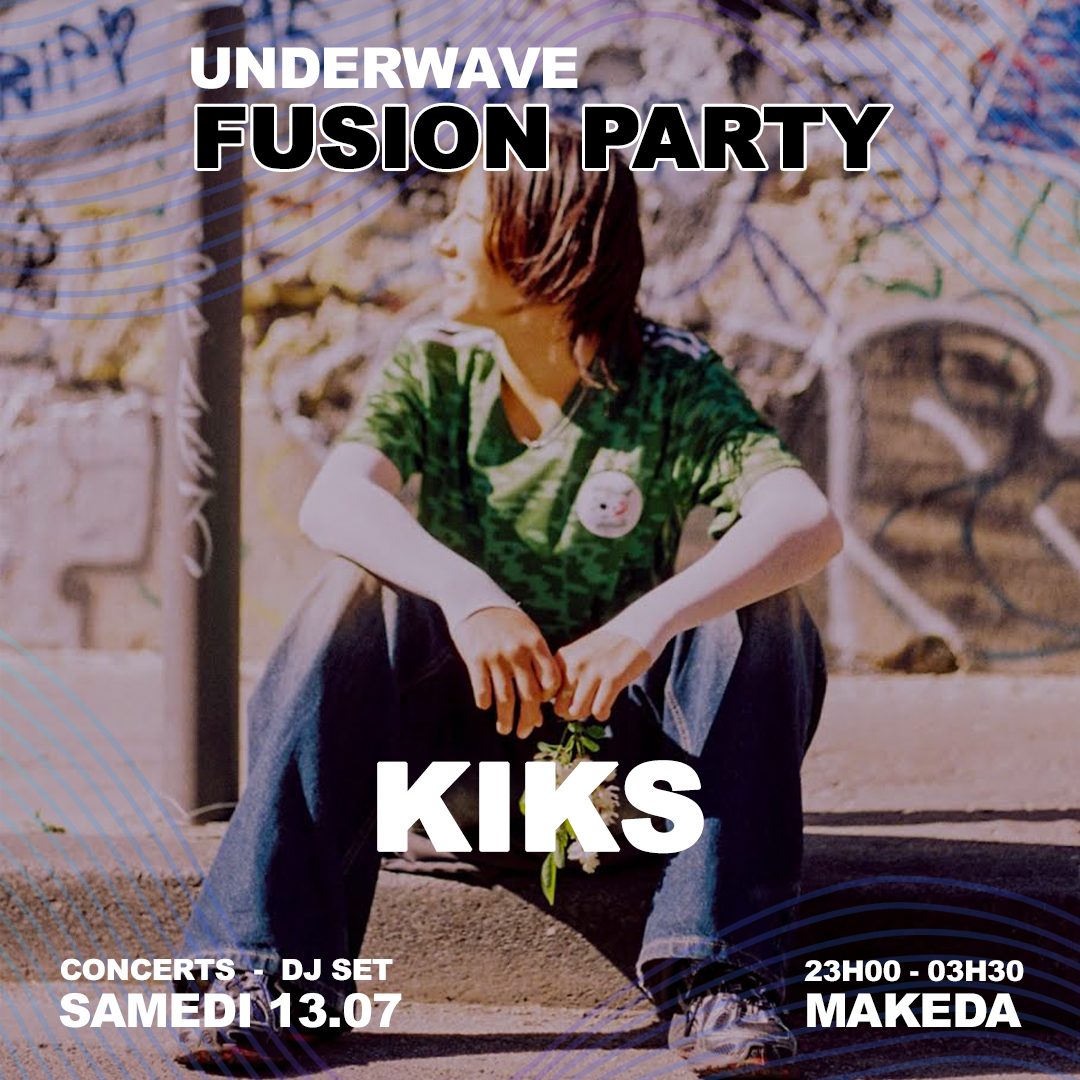 UNDERWAVE
FUSION PARTY
KIKS
CONCERTS - DJ SET
SAMEDI 13.07
23H00 - 03H30
MAKEDA